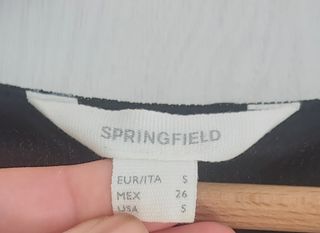 SPRINGFIELD
EUR/ITA S
MEX 26
USA S